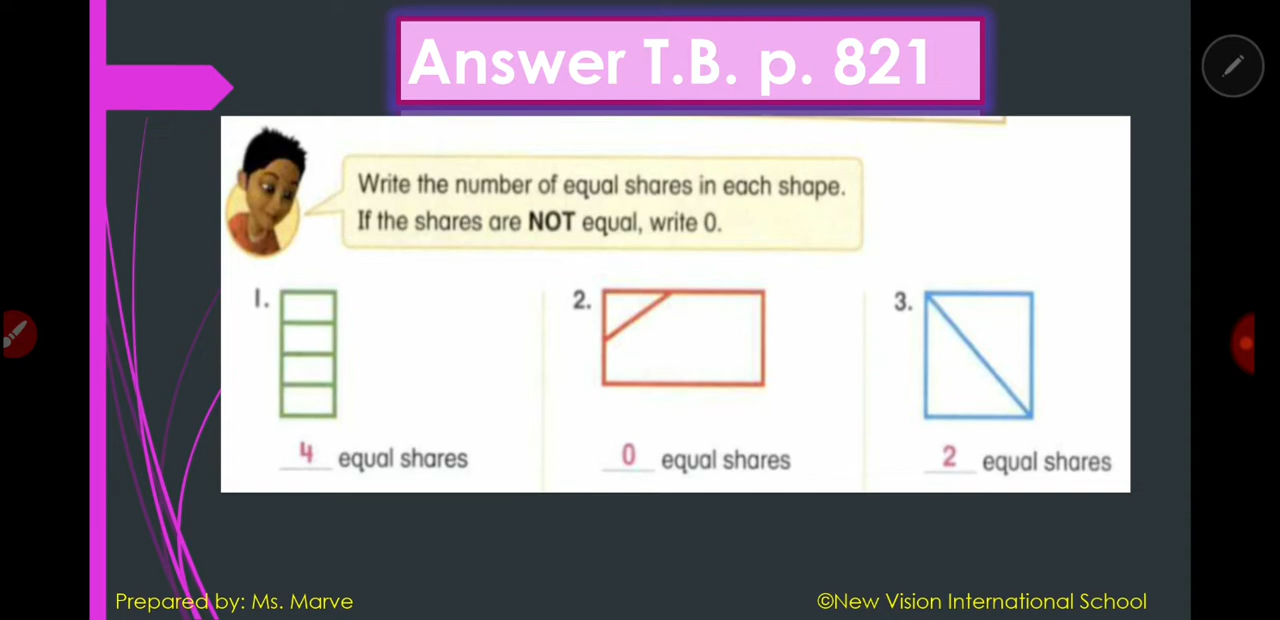 Answer T.B. p. 821
Write the number of equal shares in each shape.
If the shares are NOT equal, write 0.
1.
2.
3.
4 equal shares
0 equal shares
2 equal shares
Prepared by: Ms. Marve
©New Vision International School